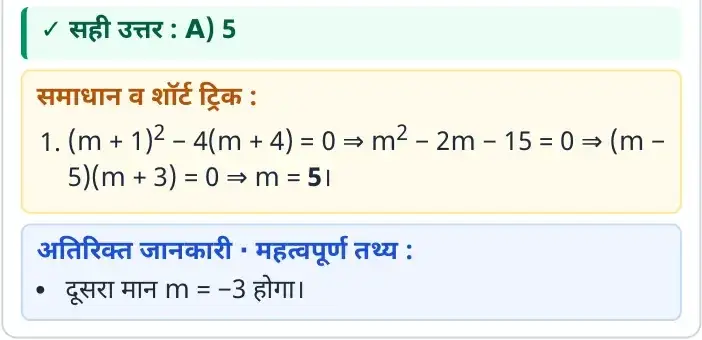 ✓ सही उत्तर : A) 5
समाधान व शॉर्ट ट्रिक :
1. (m + 1)² − 4(m + 4) = 0 ⇒ m² − 2m − 15 = 0 ⇒ (m −
5)(m + 3) = 0 ⇒ m = 5।
अतिरिक्त जानकारी · महत्वपूर्ण तथ्य :
• दूसरा मान m = −3 होगा।